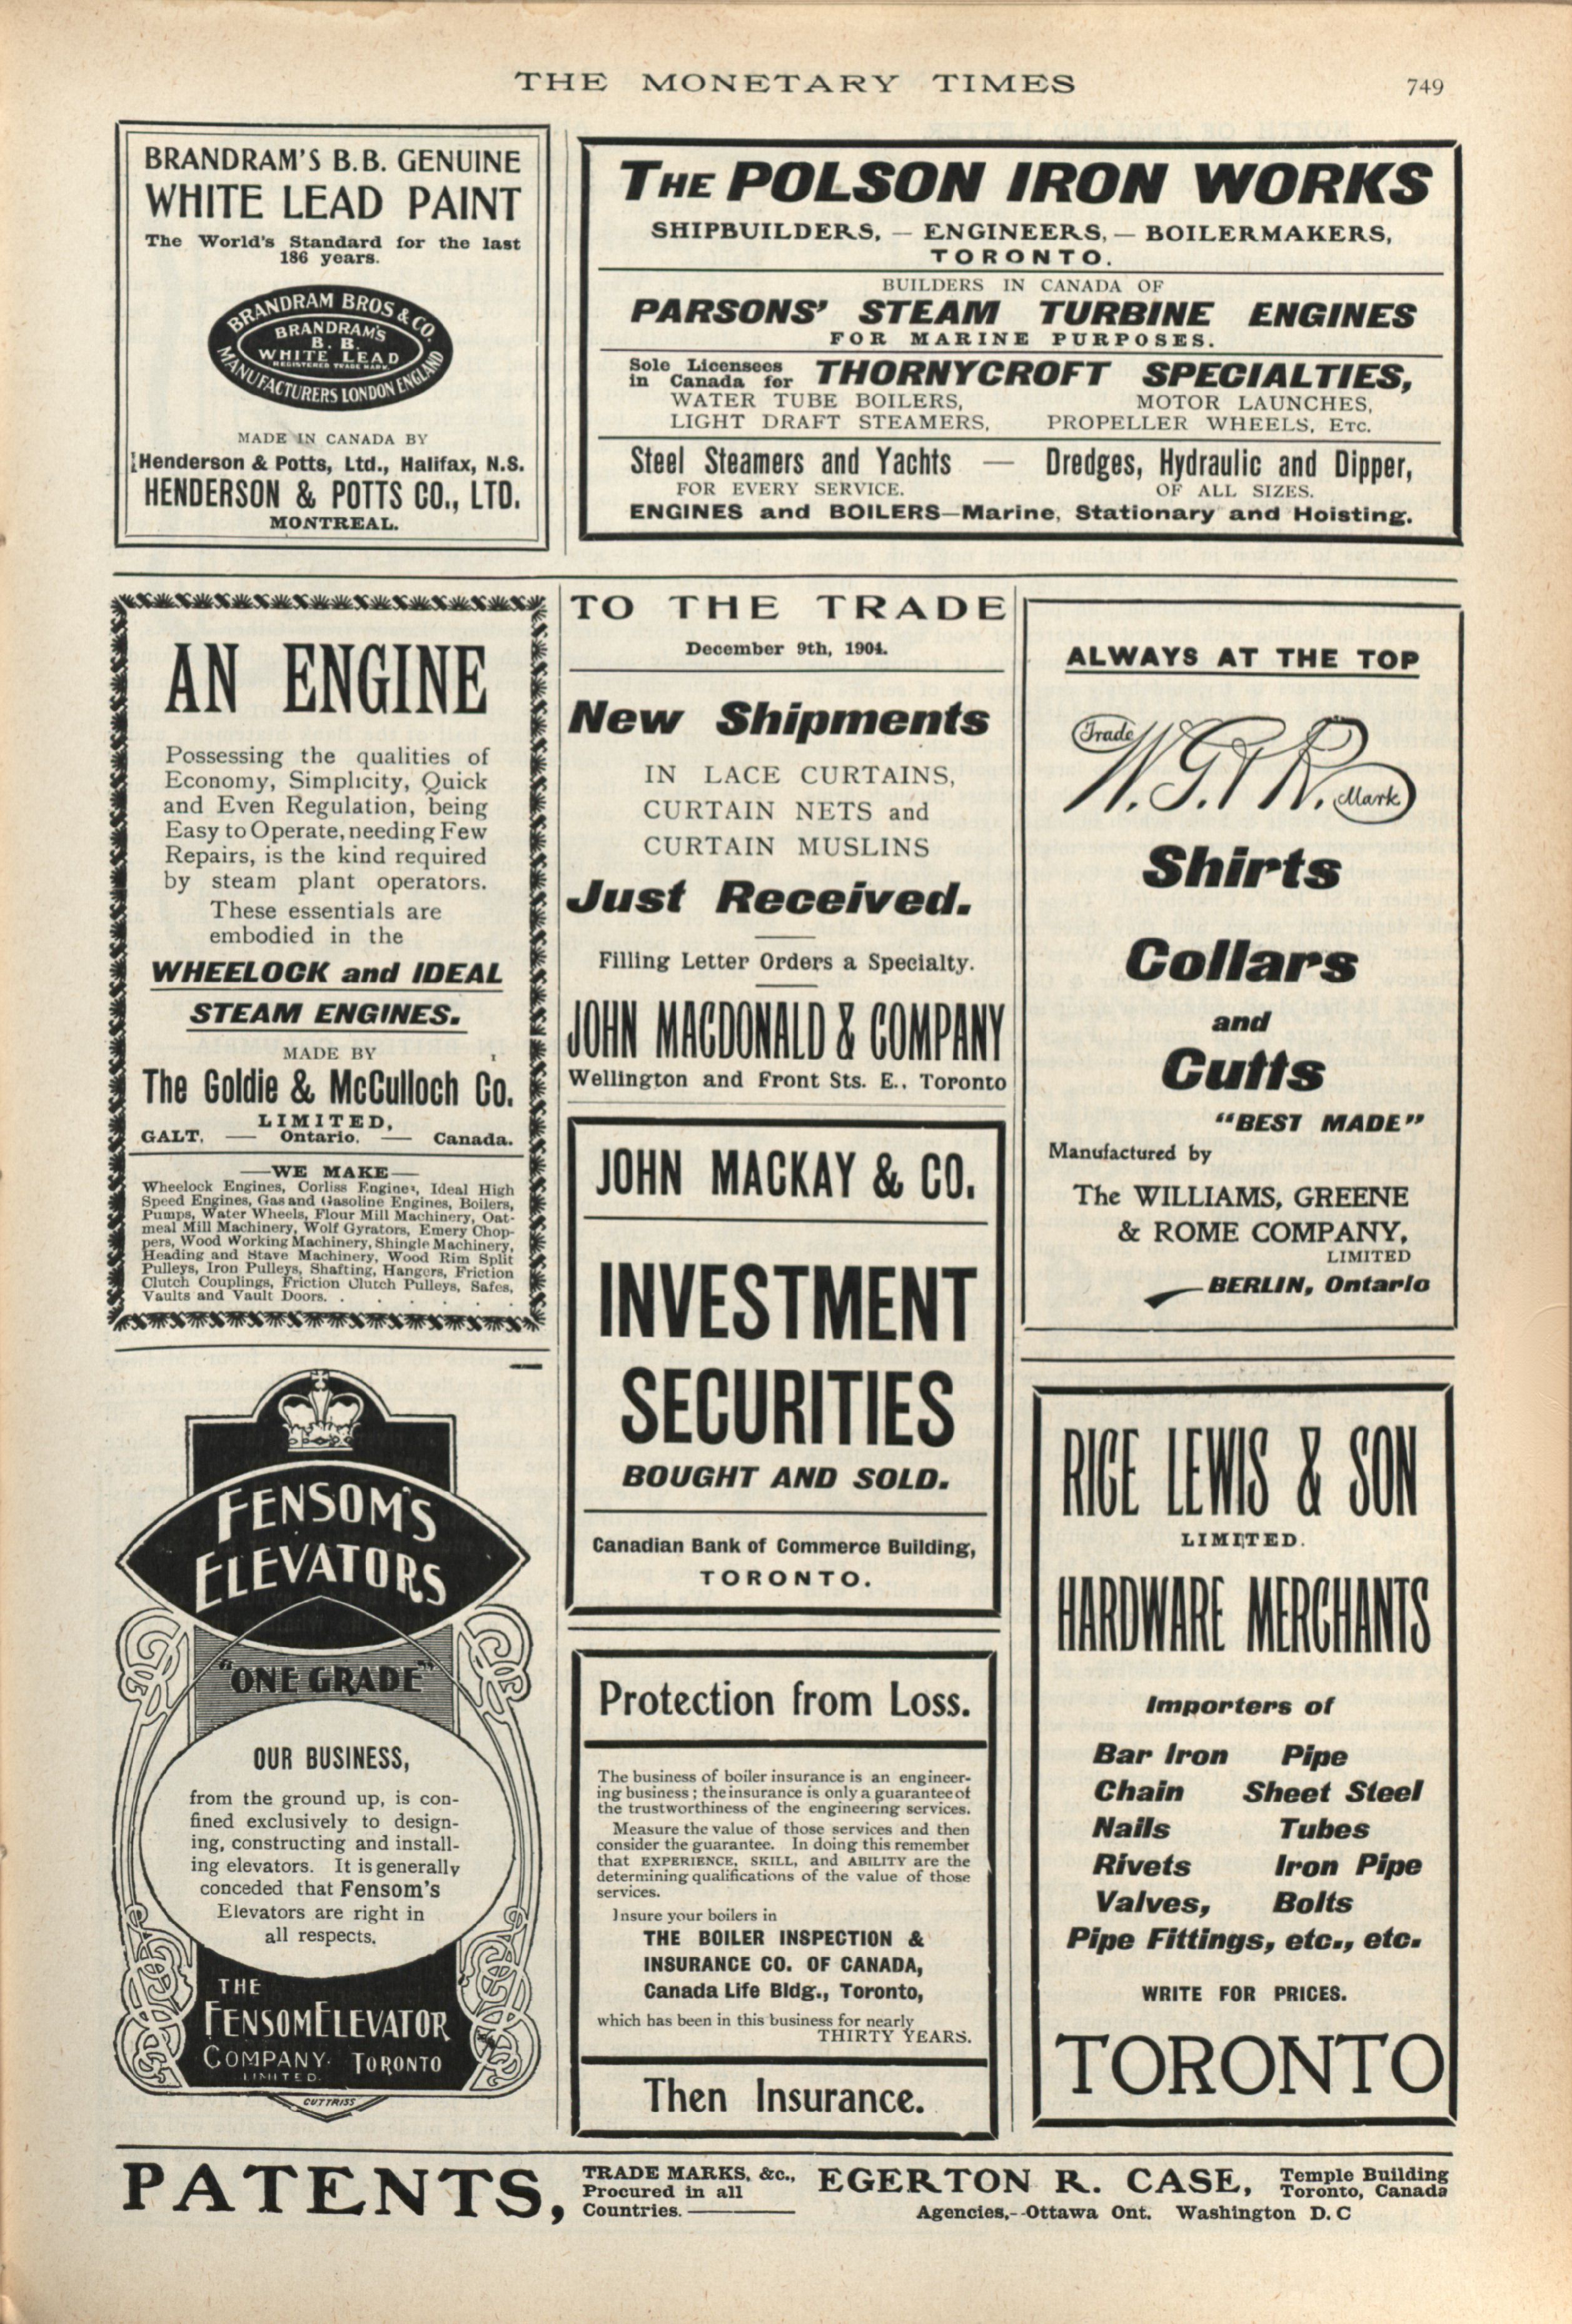 THE MONETARY TIMES
749
BRANDRAM'S B.B. GENUINE
WHITE LEAD PAINT
The World's Standard for the last
186 years.
BRANDRAM BROS & CO.
BRANDRAM'S
B. B.
WHITE LEAD
REGISTERED TRADE MARK.
MANUFACTURERS LONDON ENGLAND
MADE IN CANADA BY
Henderson & Potts, Ltd., Halifax, N.S.
HENDERSON & POTTS CO., LTD.
MONTREAL.
THE POLSON IRON WORKS
SHIPBUILDERS, — ENGINEERS, — BOILERMAKERS,
TORONTO.
BUILDERS IN CANADA OF
PARSONS' STEAM TURBINE ENGINES
FOR MARINE PURPOSES.
Sole Licensees
in Canada for THORNYCROFT SPECIALTIES,
WATER TUBE BOILERS, MOTOR LAUNCHES,
LIGHT DRAFT STEAMERS, PROPELLER WHEELS, ETC.
Steel Steamers and Yachts — Dredges, Hydraulic and Dipper,
FOR EVERY SERVICE. OF ALL SIZES.
ENGINES and BOILERS—Marine, Stationary and Hoisting.
AN ENGINE
Possessing the qualities of
Economy, Simplicity, Quick
and Even Regulation, being
Easy to Operate, needing Few
Repairs, is the kind required
by steam plant operators.
These essentials are
embodied in the
WHEELOCK and IDEAL
STEAM ENGINES.
MADE BY
The Goldie & McCulloch Co.
LIMITED,
GALT, — Ontario, — Canada.
—WE MAKE—
Wheelock Engines, Corliss Engines, Ideal High
Speed Engines, Gas and Gasoline Engines, Boilers,
Pumps, Water Wheels, Flour Mill Machinery, Oat-
meal Mill Machinery, Wolf Gyrators, Emery Chop-
pers, Wood Working Machinery, Shingle Machinery,
Heading and Stave Machinery, Wood Rim Split
Pulleys, Iron Pulleys, Shafting, Hangers, Friction
Clutch Couplings, Friction Clutch Pulleys, Safes,
Vaults and Vault Doors. . . . . .
TO THE TRADE
December 9th, 1904.
New Shipments
IN LACE CURTAINS,
CURTAIN NETS and
CURTAIN MUSLINS
Just Received.
Filling Letter Orders a Specialty.
JOHN MACDONALD & COMPANY
Wellington and Front Sts. E., Toronto
ALWAYS AT THE TOP
Trade
W.G.&R.
Mark
Shirts
Collars
and
Cuffs
"BEST MADE"
Manufactured by
The WILLIAMS, GREENE
& ROME COMPANY,
LIMITED
BERLIN, Ontario
JOHN MACKAY & CO.
INVESTMENT
SECURITIES
BOUGHT AND SOLD.
Canadian Bank of Commerce Building,
TORONTO.
FENSOM'S
ELEVATORS
"ONE GRADE"
OUR BUSINESS,
from the ground up, is con-
fined exclusively to design-
ing, constructing and install-
ing elevators. It is generally
conceded that Fensom's
Elevators are right in
all respects.
THE
FENSOM ELEVATOR
COMPANY. TORONTO
LIMITED.
CUTTRISS
Protection from Loss.
The business of boiler insurance is an engineer-
ing business; the insurance is only a guarantee of
the trustworthiness of the engineering services.
Measure the value of those services and then
consider the guarantee. In doing this remember
that EXPERIENCE, SKILL, and ABILITY are the
determining qualifications of the value of those
services.
Insure your boilers in
THE BOILER INSPECTION &
INSURANCE CO. OF CANADA,
Canada Life Bldg., Toronto,
which has been in this business for nearly
THIRTY YEARS.
Then Insurance.
RICE LEWIS & SON
LIMITED.
HARDWARE MERCHANTS
Importers of
Bar Iron Pipe
Chain Sheet Steel
Nails Tubes
Rivets Iron Pipe
Valves, Bolts
Pipe Fittings, etc., etc.
WRITE FOR PRICES.
TORONTO
PATENTS,
TRADE MARKS, &c.,
Procured in all
Countries.
EGERTON R. CASE,
Temple Building
Toronto, Canada
Agencies,--Ottawa Ont. Washington D. C